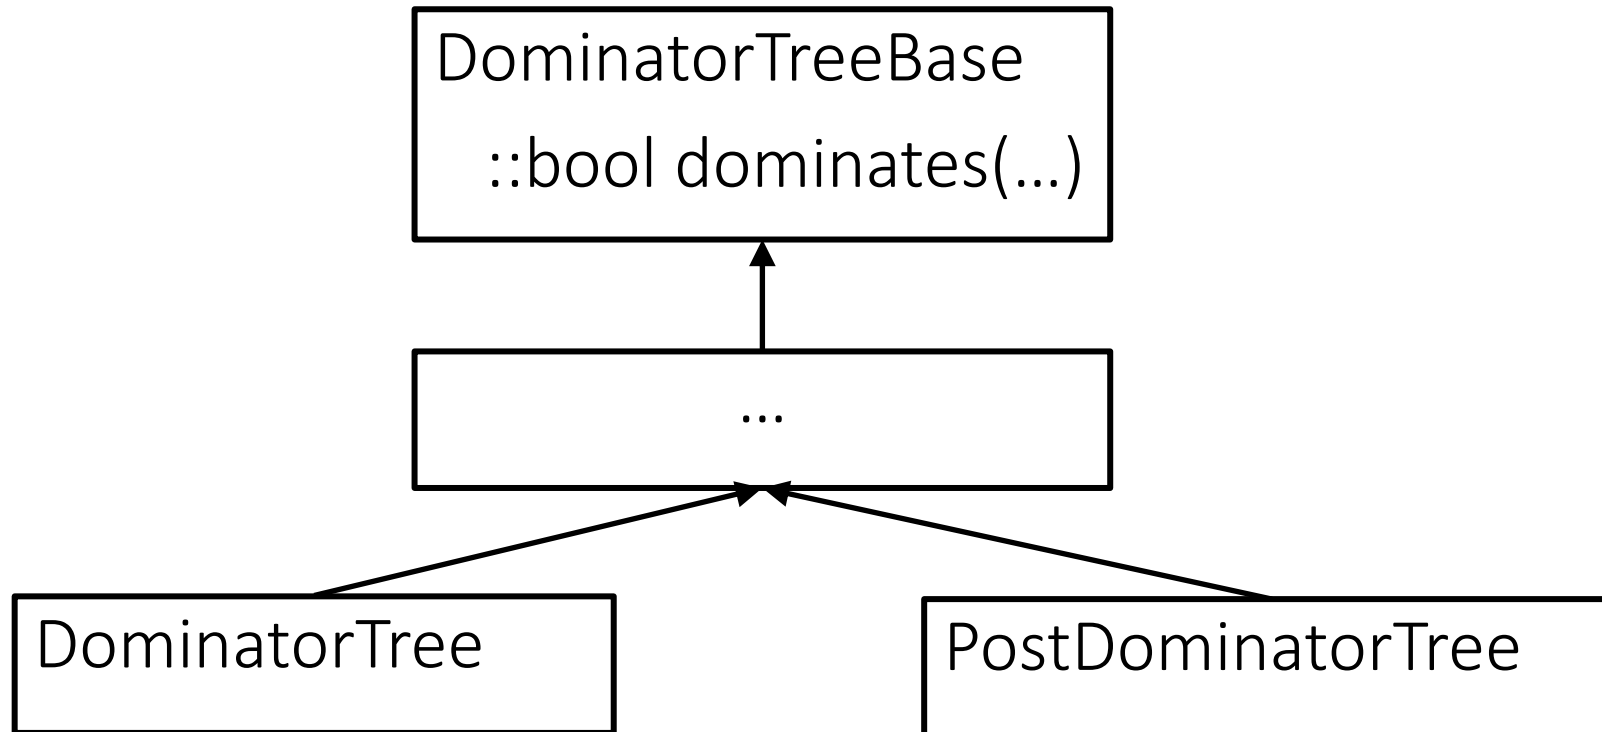 DominatorTreeBase
::bool dominates(...)
...
DominatorTree
PostDominatorTree